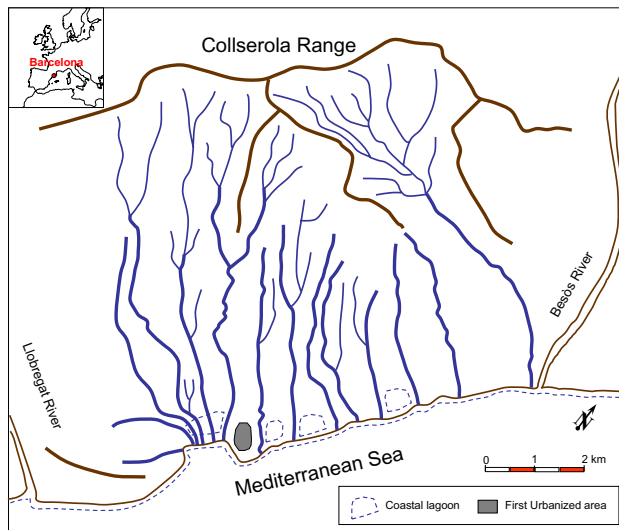 Collserola Range
Barcelona
Besòs River
Llobregat River
Mediterranean Sea
N
0 1 2 km
Coastal lagoon
First Urbanized area